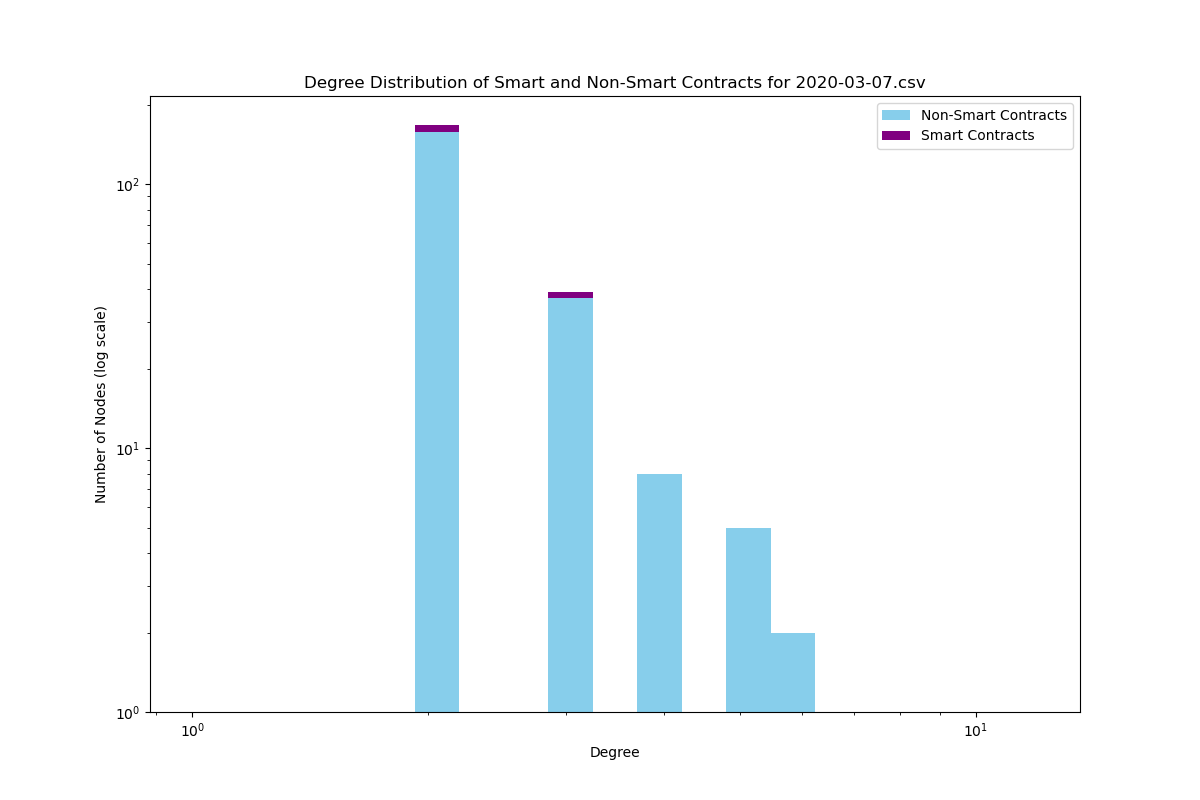 Degree Distribution of Smart and Non-Smart Contracts for 2020-03-07.csv
Non-Smart Contracts
Smart Contracts
Number of Nodes (log scale)
10²
10¹
10⁰
10⁰ 10¹
Degree